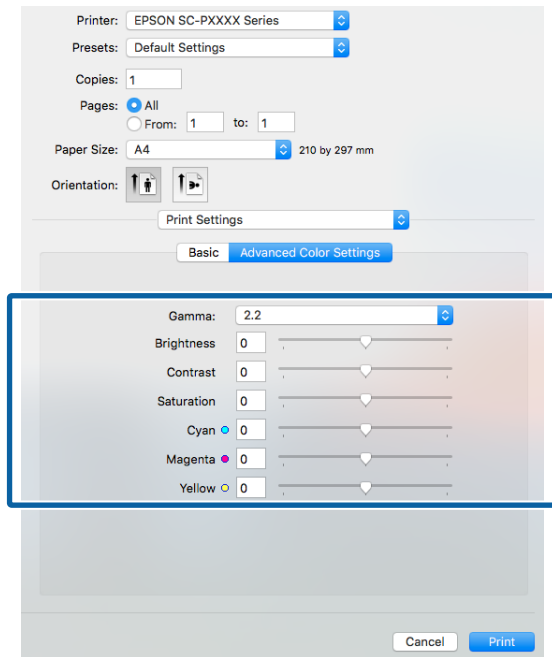 Printer: EPSON SC-PXXXX Series
Presets: Default Settings
Copies: 1
Pages: All
From: 1 to: 1
Paper Size: A4 210 by 297 mm
Orientation:
Print Settings
Basic Advanced Color Settings
Gamma: 2.2
Brightness 0
Contrast 0
Saturation 0
Cyan 0
Magenta 0
Yellow 0
Cancel Print